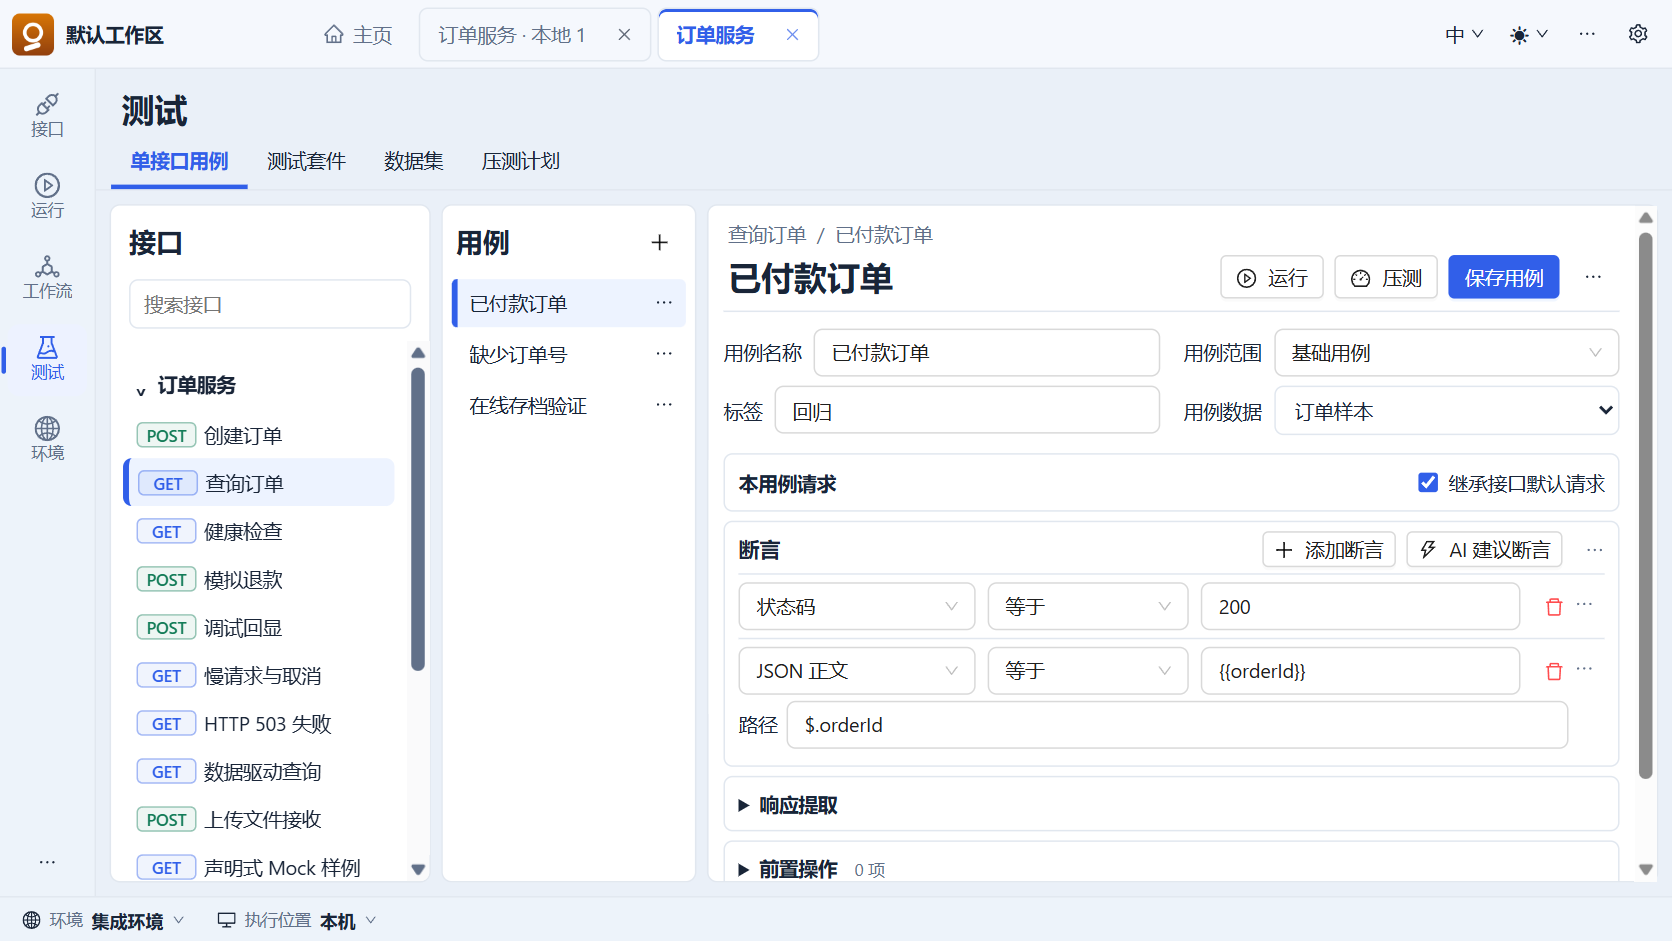 默认工作区
主页
订单服务 · 本地 1
订单服务
中
接口
运行
工作流
测试
环境
测试
单接口用例
测试套件
数据集
压测计划
接口
搜索接口
订单服务
POST 创建订单
GET 查询订单
GET 健康检查
POST 模拟退款
POST 调试回显
GET 慢请求与取消
GET HTTP 503 失败
GET 数据驱动查询
POST 上传文件接收
GET 声明式 Mock 样例
用例
已付款订单
缺少订单号
在线存档验证
查询订单 / 已付款订单
已付款订单
运行
压测
保存用例
用例名称 已付款订单
用例范围 基础用例
标签 回归
用例数据 订单样本
本用例请求
继承接口默认请求
断言
添加断言
AI 建议断言
状态码 等于 200
JSON 正文 等于 {{orderId}}
路径 $.orderId
响应提取
前置操作 0 项
环境 集成环境
执行位置 本机